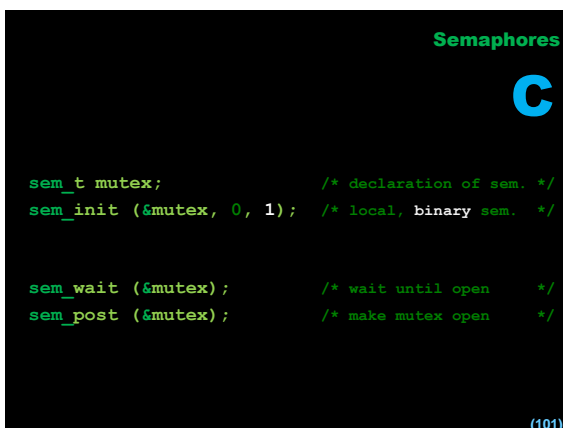 Semaphores
C
sem_t mutex; /* declaration of sem. */
sem_init (&mutex, 0, 1); /* local, binary sem. */
sem_wait (&mutex); /* wait until open */
sem_post (&mutex); /* make mutex open */
(101)